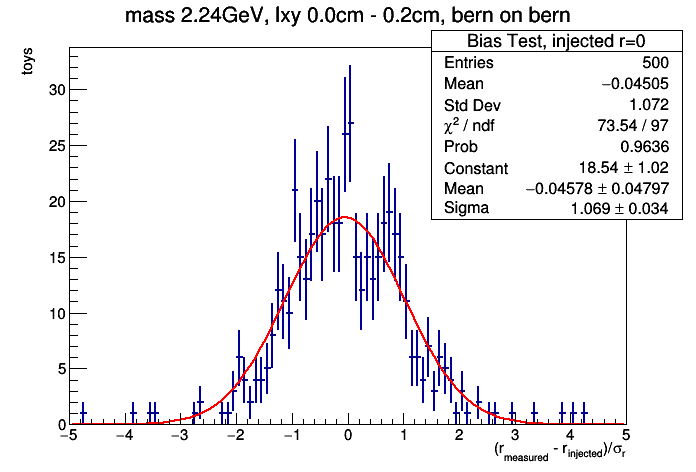 mass 2.24GeV, lxy 0.0cm - 0.2cm, bern on bern
Bias Test, injected r=0
Entries 500
Mean −0.04505
Std Dev 1.072
χ² / ndf 73.54 / 97
Prob 0.9636
Constant 18.54 ± 1.02
Mean −0.04578 ± 0.04797
Sigma 1.069 ± 0.034
toys
30
25
20
15
10
5
0
−5 −4 −3 −2 −1 0 1 2 3 4 5
(r_measured - r_injected)/σ_r